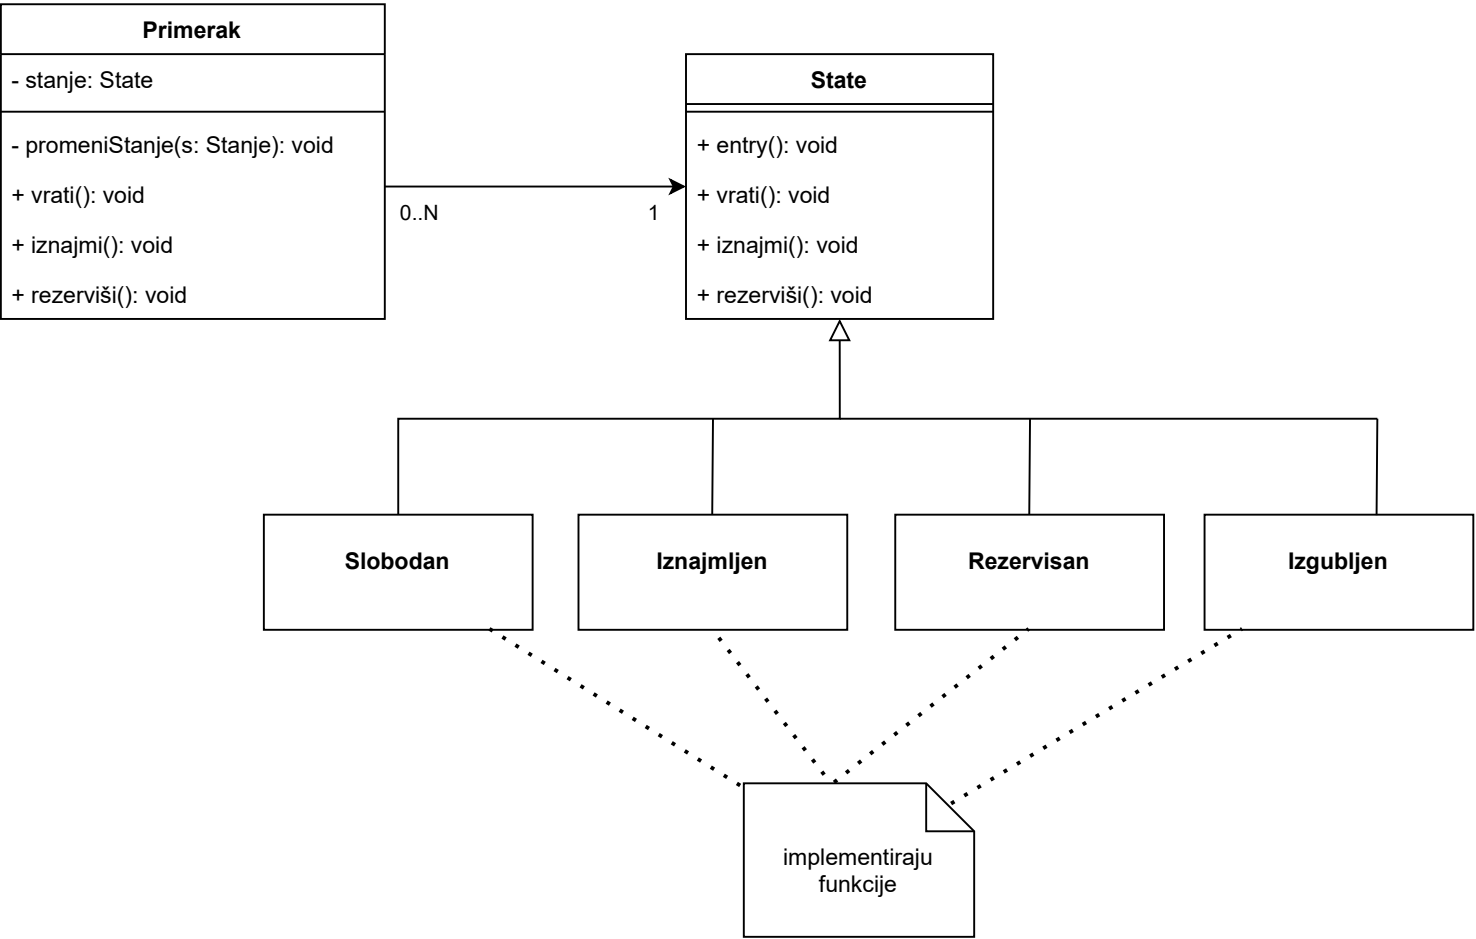 Primerak
- stanje: State
- promeniStanje(s: Stanje): void
+ vrati(): void
+ iznajmi(): void
+ rezerviši(): void
0..N
1
State
+ entry(): void
+ vrati(): void
+ iznajmi(): void
+ rezerviši(): void
Slobodan
Iznajmljen
Rezervisan
Izgubljen
implementiraju
funkcije